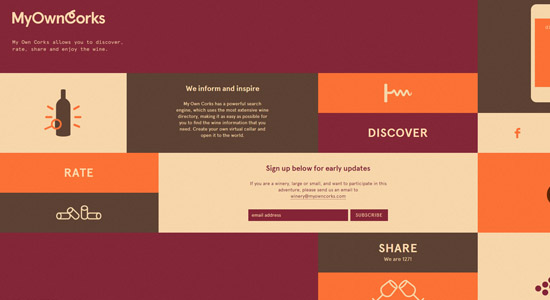 MyOwnCorks
My Own Corks allows you to discover,
rate, share and enjoy the wine.
We inform and inspire
My Own Corks has a powerful search
engine, which uses the most extensive wine
directory, making it as easy as possible for
you to find the wine information that you
need. Create your own virtual cellar and
open it to the world.
DISCOVER
f
RATE
Sign up below for early updates
If you are a winery, large or small, and want to participate in this
adventure, please send us an email to
winery@myowncorks.com
email address
SUBSCRIBE
SHARE
We are 1271